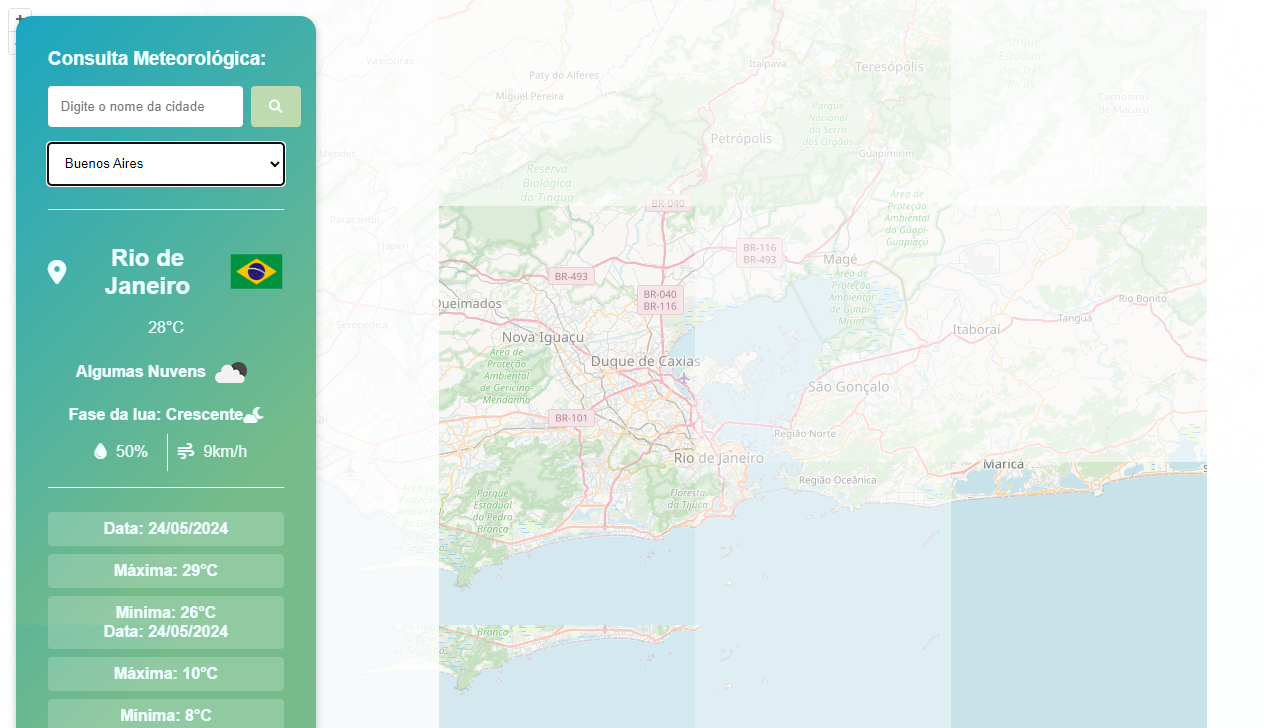 +
Consulta Meteorológica:
Digite o nome da cidade
Buenos Aires
Rio de
Janeiro
28°C
Algumas Nuvens
Fase da lua: Crescente
50%
9km/h
Data: 24/05/2024
Máxima: 29°C
Mínima: 26°C
Data: 24/05/2024
Máxima: 10°C
Mínima: 8°C
Vassouras
Paty do Alferes
Miguel Pereira
Itaipava
Teresópolis
Parque
Estadual
dos Três
Picos
Cachoeiras
de Macacu
Parque
Nacional
da Serra
dos Órgãos
Petrópolis
Guapimirim
Mendes
Reserva
Biológica
do Tinguá
BR-040
Área de
Proteção
Ambiental
do Guapi-
Guapiaçú
Paracambi
Japeri
BR-116
BR-493
Magé
BR-493
BR-040
BR-116
Área de
Proteção
Ambiental
de Guapi-
Mirim
Queimados
Rio Bonito
Seropédica
Tanguá
Itaboraí
Nova Iguaçu
Área de
Proteção
Ambiental
de Gericino-
Mendanha
Duque de Caxias
São Gonçalo
BR-101
Região Norte
Rio de Janeiro
Maricá
Região Oceânica
Parque
Estadual
da Pedra
Branca
Floresta
da Tijuca
Branca